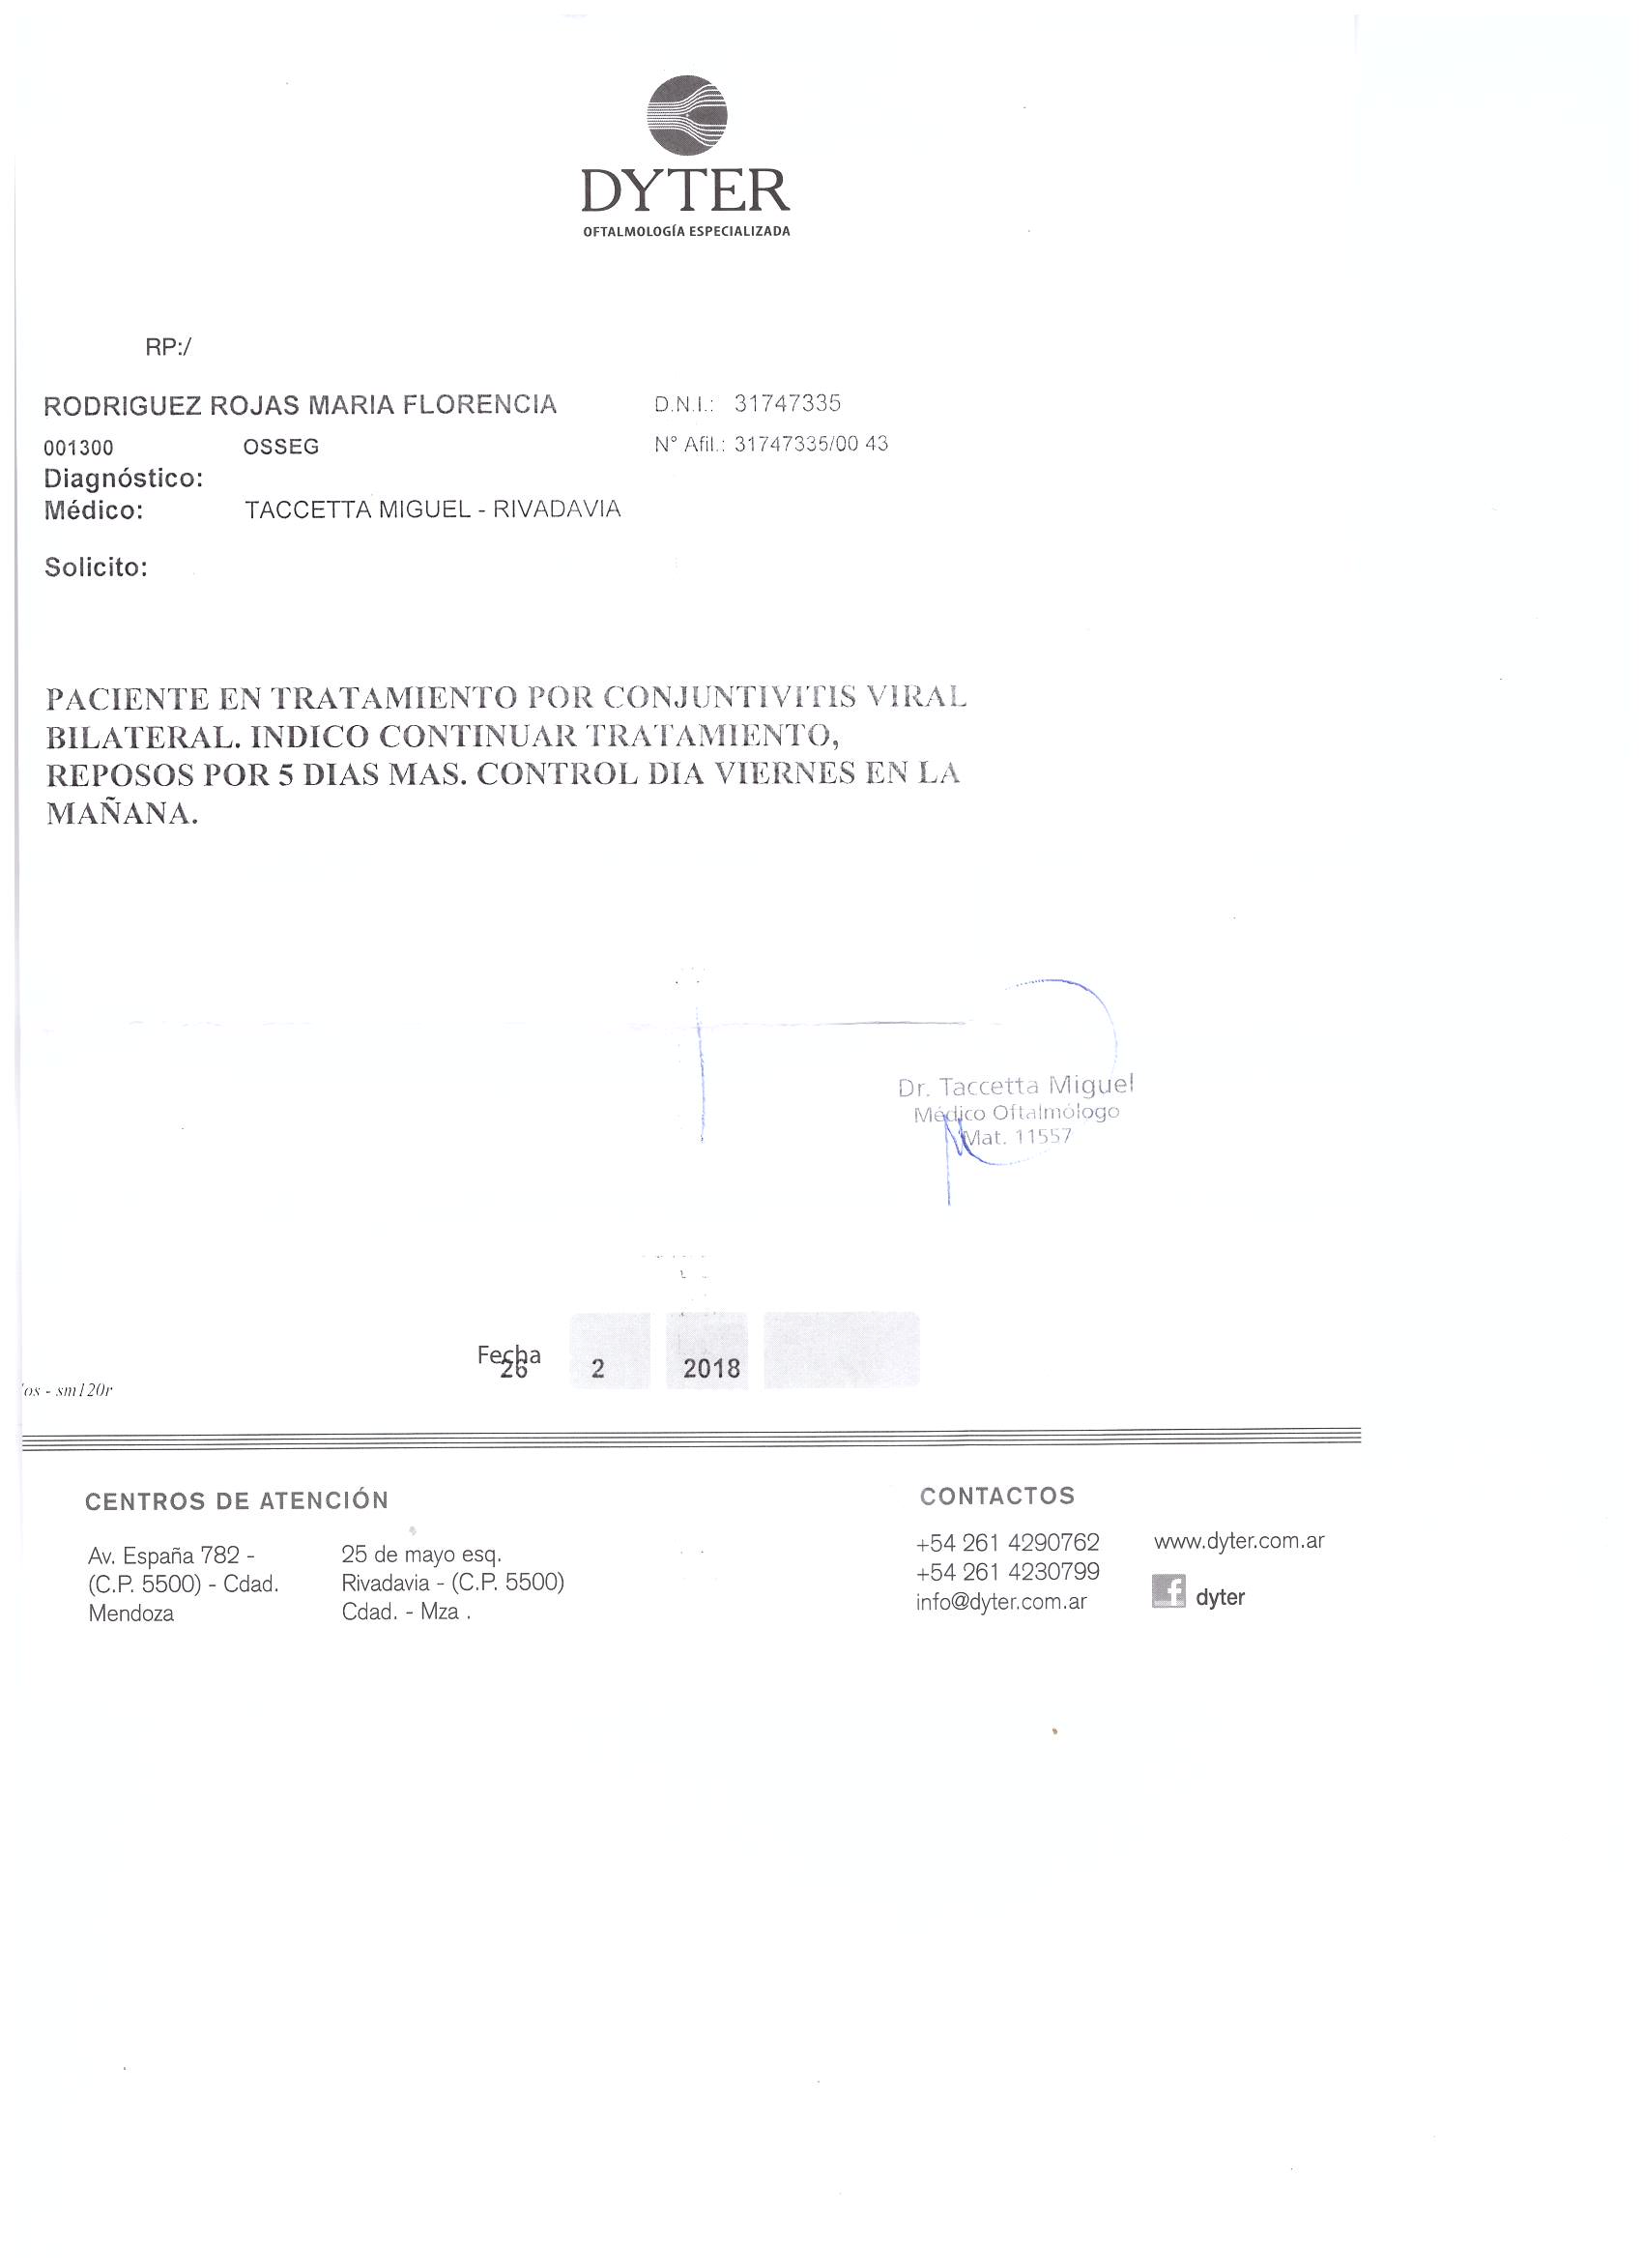 DYTER
OFTALMOLOGÍA ESPECIALIZADA
RP:/
RODRIGUEZ ROJAS MARIA FLORENCIA D.N.I.: 31747335
001300 OSSEG N° Afil.: 31747335/00 43
Diagnóstico:
Médico: TACCETTA MIGUEL - RIVADAVIA
Solicito:
PACIENTE EN TRATAMIENTO POR CONJUNTIVITIS VIRAL
BILATERAL. INDICO CONTINUAR TRATAMIENTO,
REPOSOS POR 5 DIAS MAS. CONTROL DIA VIERNES EN LA
MAÑANA.
Dr. Taccetta Miguel
Médico Oftalmólogo
Mat. 11557
Fecha 26 2 2018
os - sm120r
CENTROS DE ATENCIÓN
Av. España 782 -
(C.P. 5500) - Cdad.
Mendoza
25 de mayo esq.
Rivadavia - (C.P. 5500)
Cdad. - Mza .
CONTACTOS
+54 261 4290762
+54 261 4230799
info@dyter.com.ar
www.dyter.com.ar
f dyter